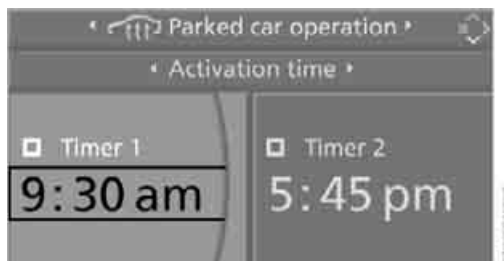 Parked car operation
Activation time
Timer 1
Timer 2
9:30 am
5:45 pm